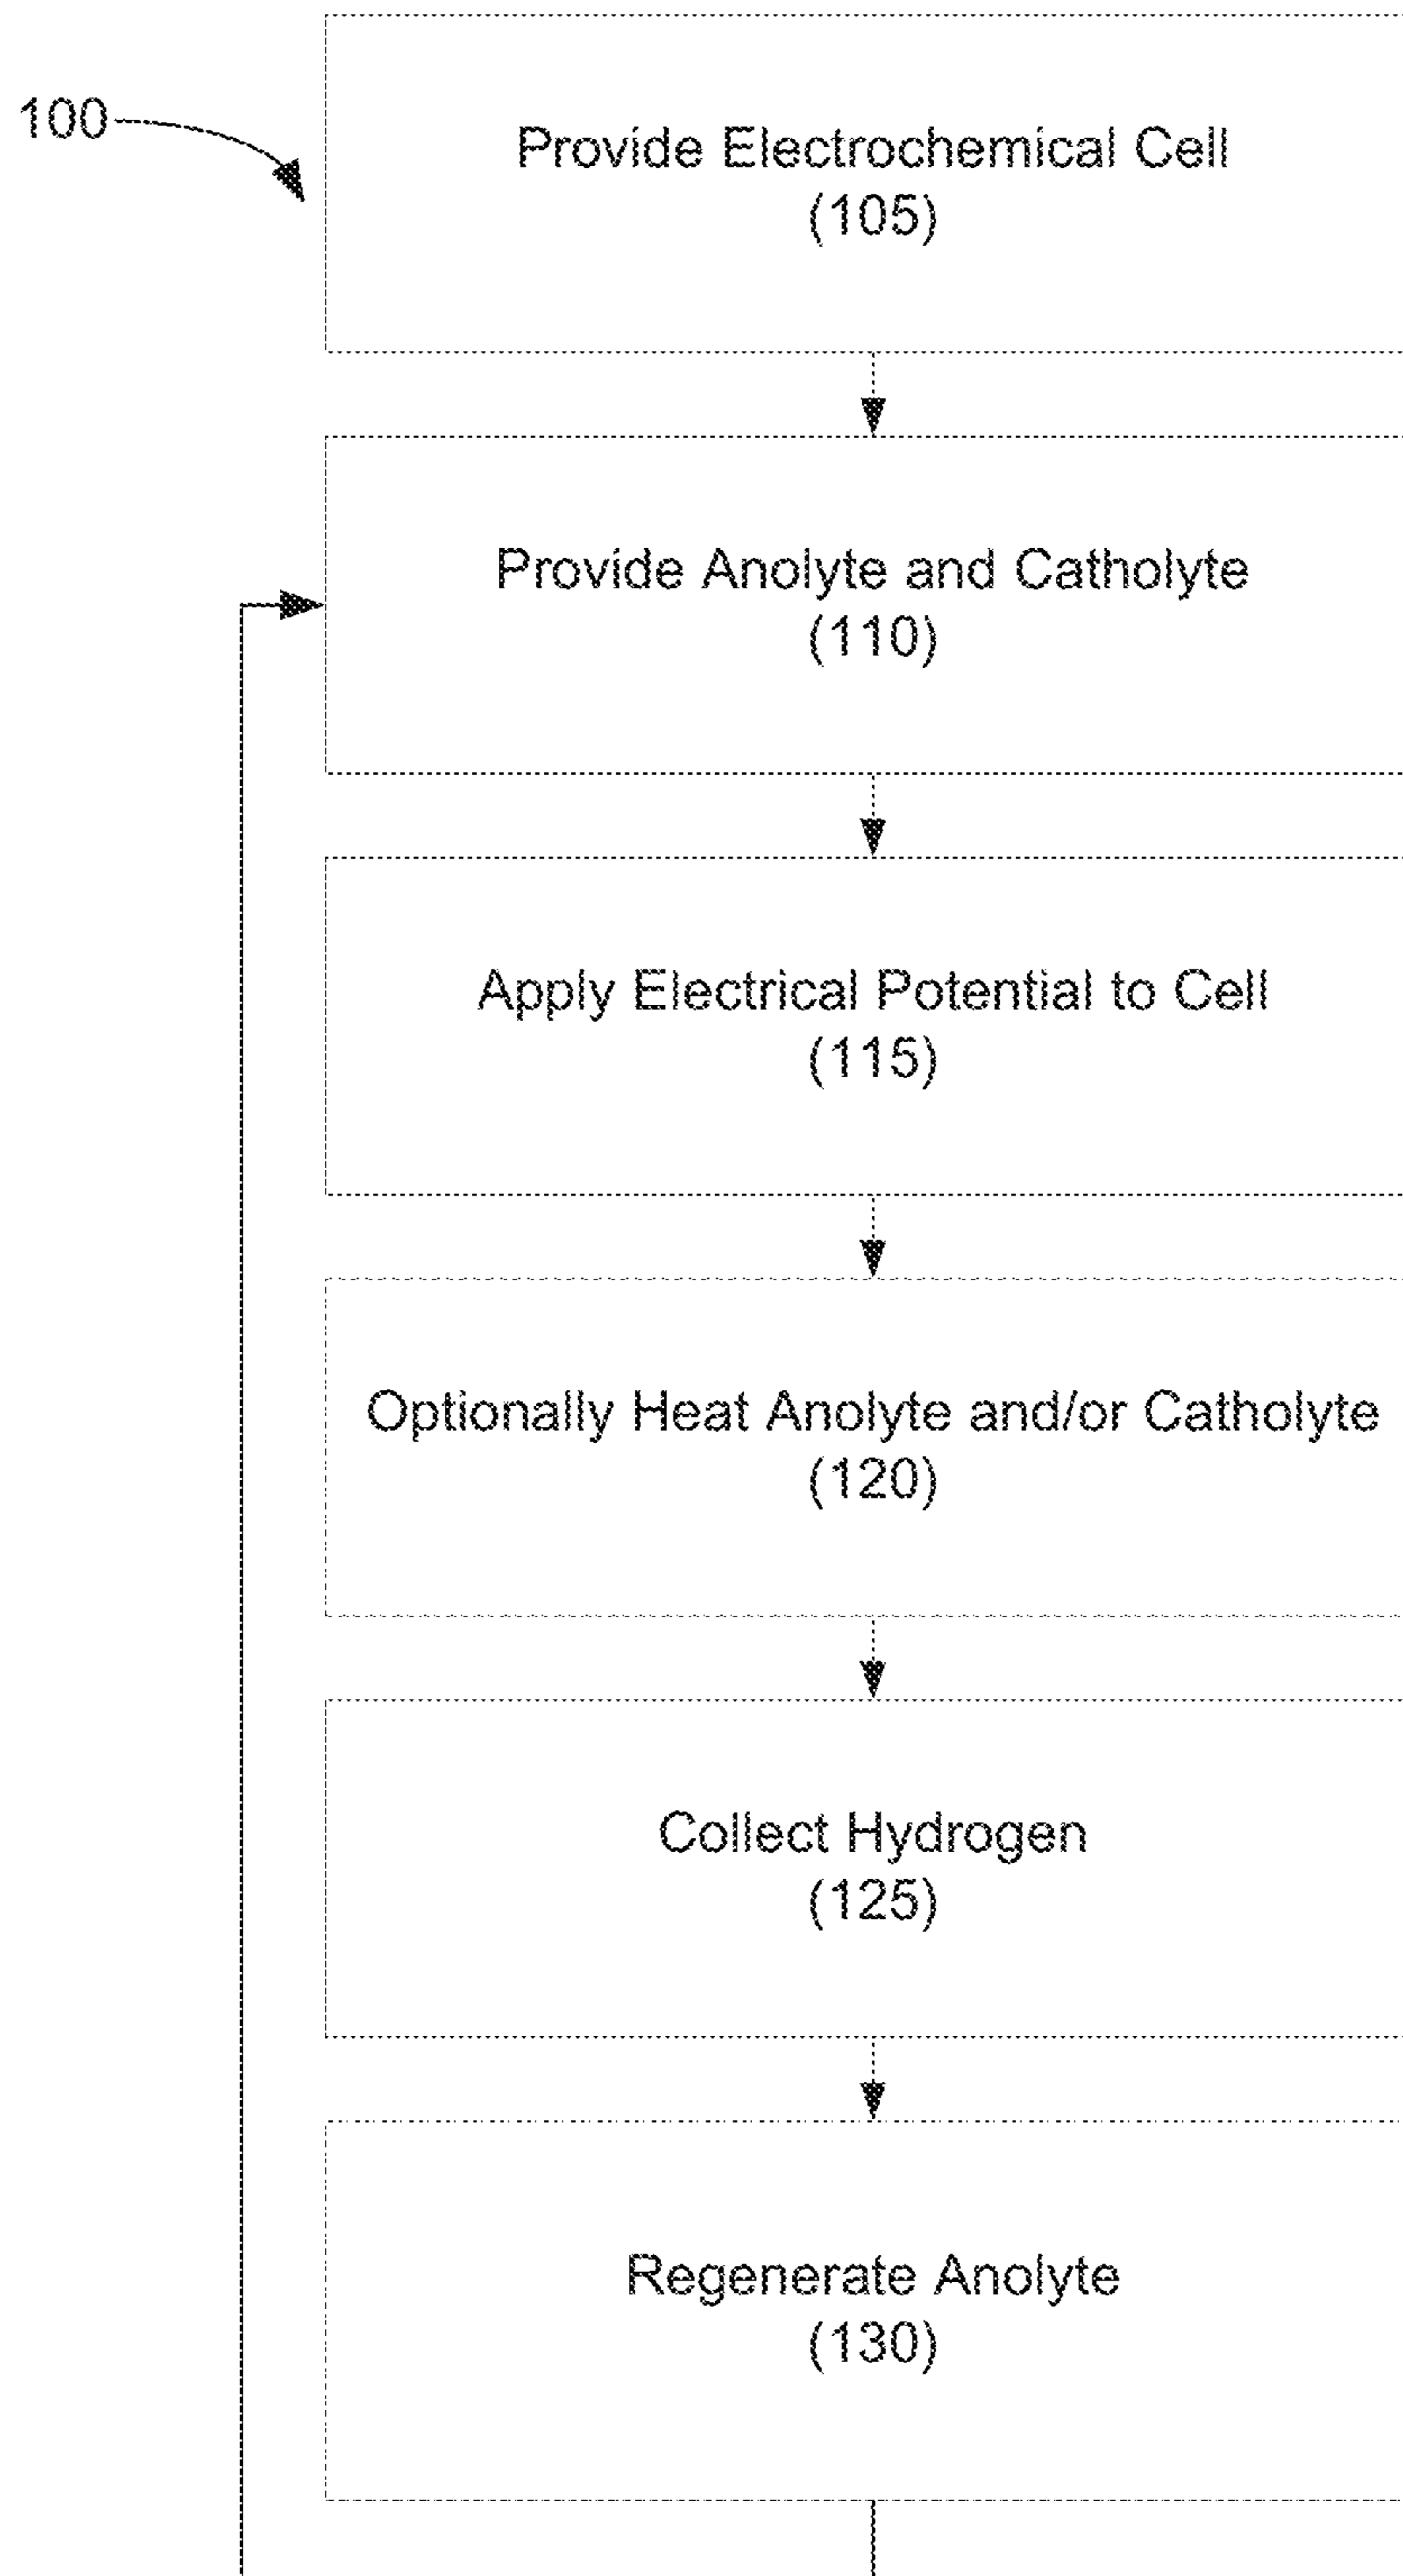 100
Provide Electrochemical Cell
(105)
Provide Anolyte and Catholyte
(110)
Apply Electrical Potential to Cell
(115)
Optionally Heat Anolyte and/or Catholyte
(120)
Collect Hydrogen
(125)
Regenerate Anolyte
(130)